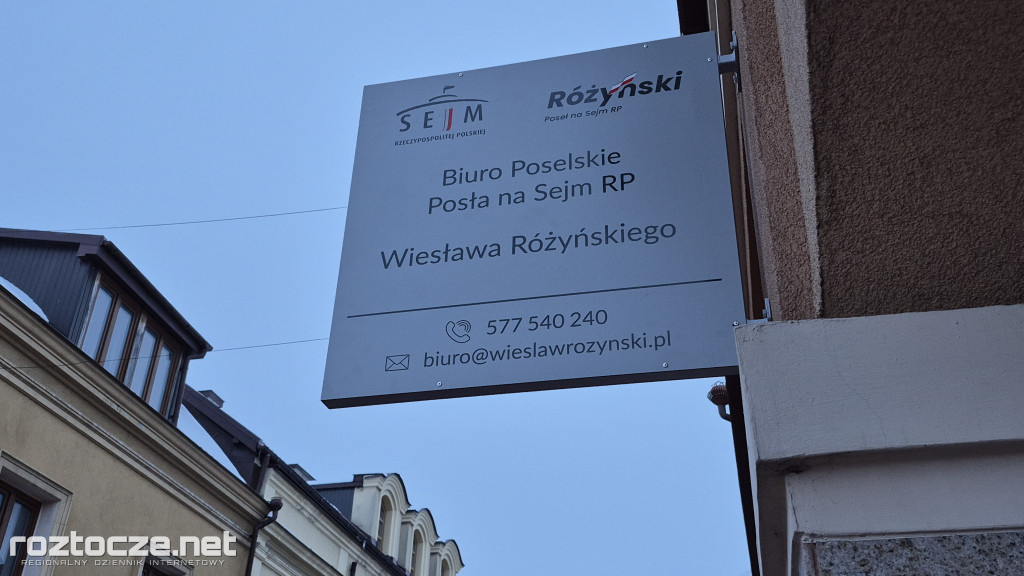 SEJM
RZECZYPOSPOLITEJ POLSKIEJ
Różyński
Poseł na Sejm RP
Biuro Poselskie
Posła na Sejm RP
Wiesława Różyńskiego
577 540 240
biuro@wieslawrozynski.pl
roztocze.net
REGIONALNY DZIENNIK INTERNETOWY